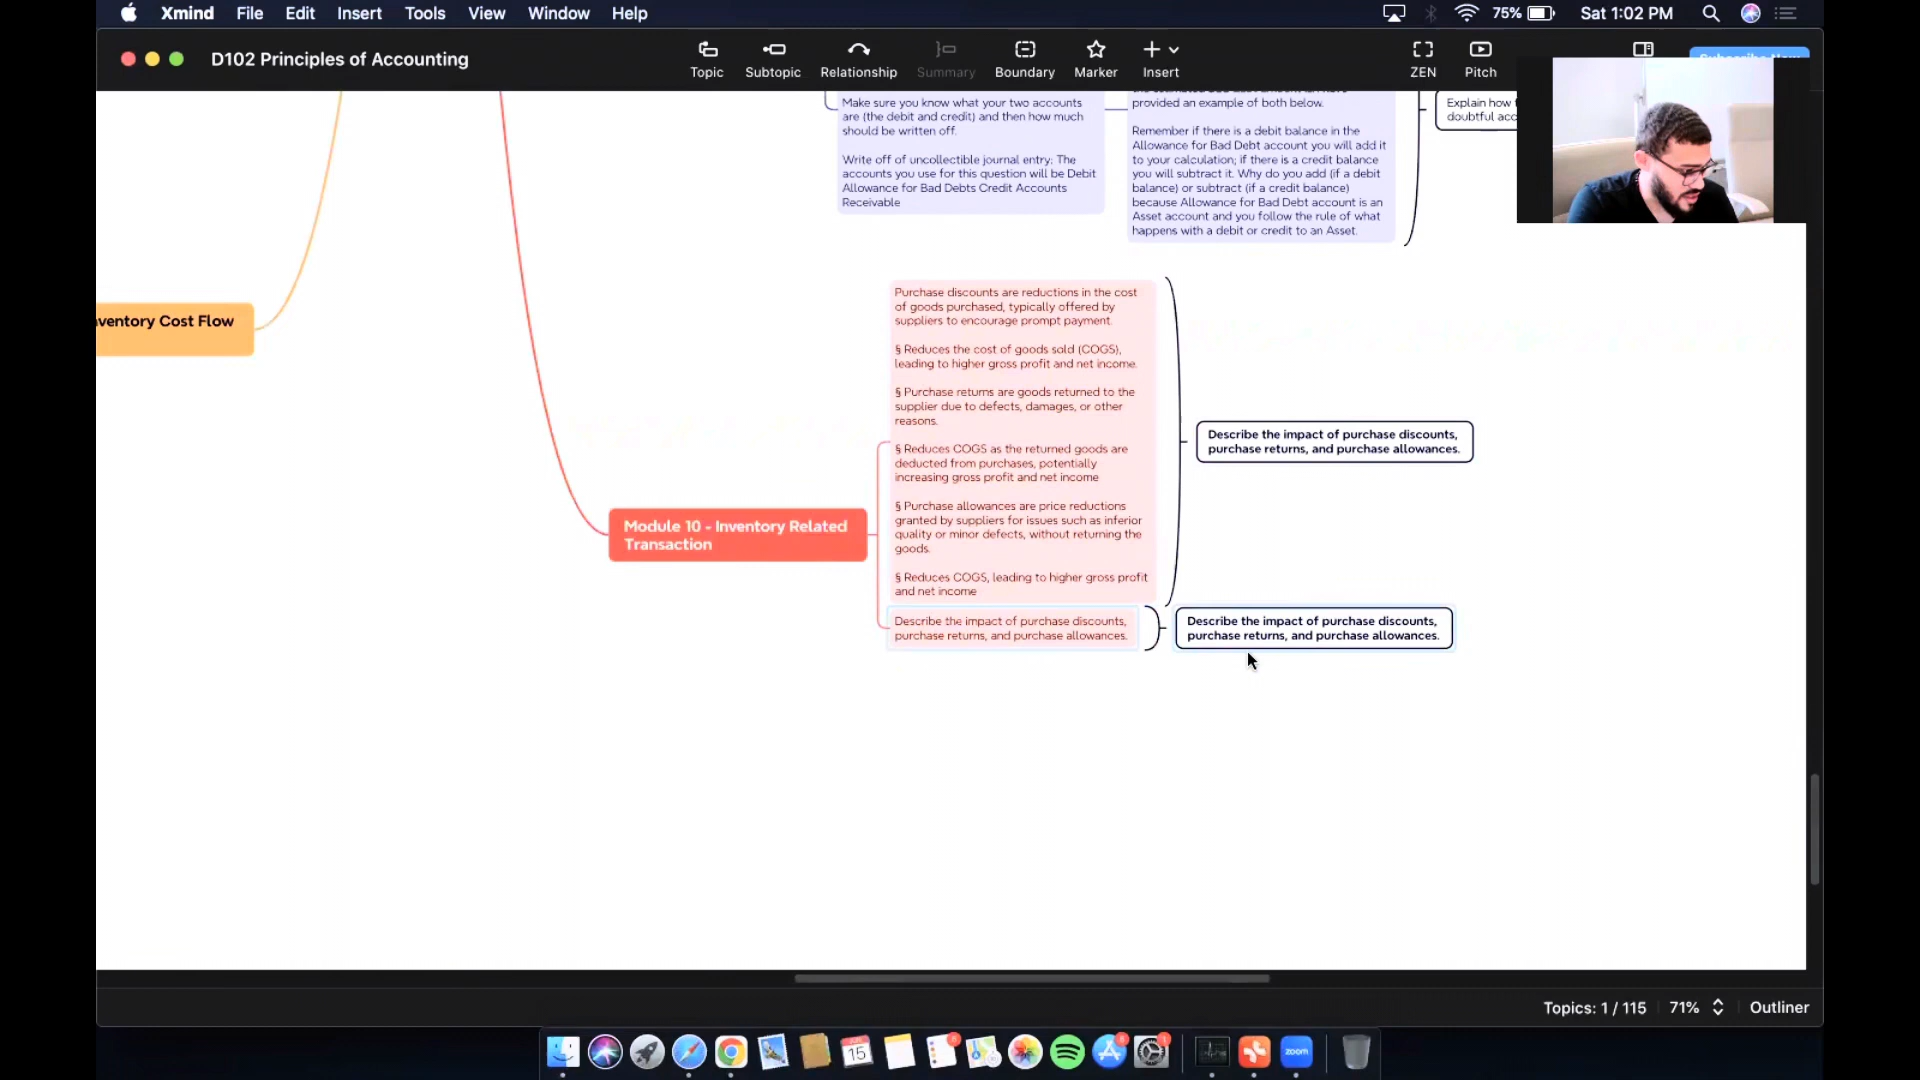 Xmind File Edit Insert Tools View Window Help
75% Sat 1:02 PM
D102 Principles of Accounting
Topic Subtopic Relationship Summary Boundary Marker Insert ZEN Pitch
Make sure you know what your two accounts
are (the debit and credit) and then how much
should be written off.
Write off of uncollectible journal entry: The
accounts you use for this question will be Debit
Allowance for Bad Debts Credit Accounts
Receivable
provided an example of both below.
Remember if there is a debit balance in the
Allowance for Bad Debt account you will add it
to your calculation; if there is a credit balance
you will subtract it. Why do you add (if a debit
balance) or subtract (if a credit balance)
because Allowance for Bad Debt account is an
Asset account and you follow the rule of what
happens with a debit or credit to an Asset.
Explain how
doubtful acc
ventory Cost Flow
Module 10 - Inventory Related
Transaction
Purchase discounts are reductions in the cost
of goods purchased, typically offered by
suppliers to encourage prompt payment.
§ Reduces the cost of goods sold (COGS),
leading to higher gross profit and net income.
§ Purchase returns are goods returned to the
supplier due to defects, damages, or other
reasons.
§ Reduces COGS as the returned goods are
deducted from purchases, potentially
increasing gross profit and net income
§ Purchase allowances are price reductions
granted by suppliers for issues such as inferior
quality or minor defects, without returning the
goods.
§ Reduces COGS, leading to higher gross profit
and net income
Describe the impact of purchase discounts,
purchase returns, and purchase allowances.
Describe the impact of purchase discounts,
purchase returns, and purchase allowances.
Describe the impact of purchase discounts,
purchase returns, and purchase allowances.
Topics: 1 / 115 71% Outliner
15
zoom